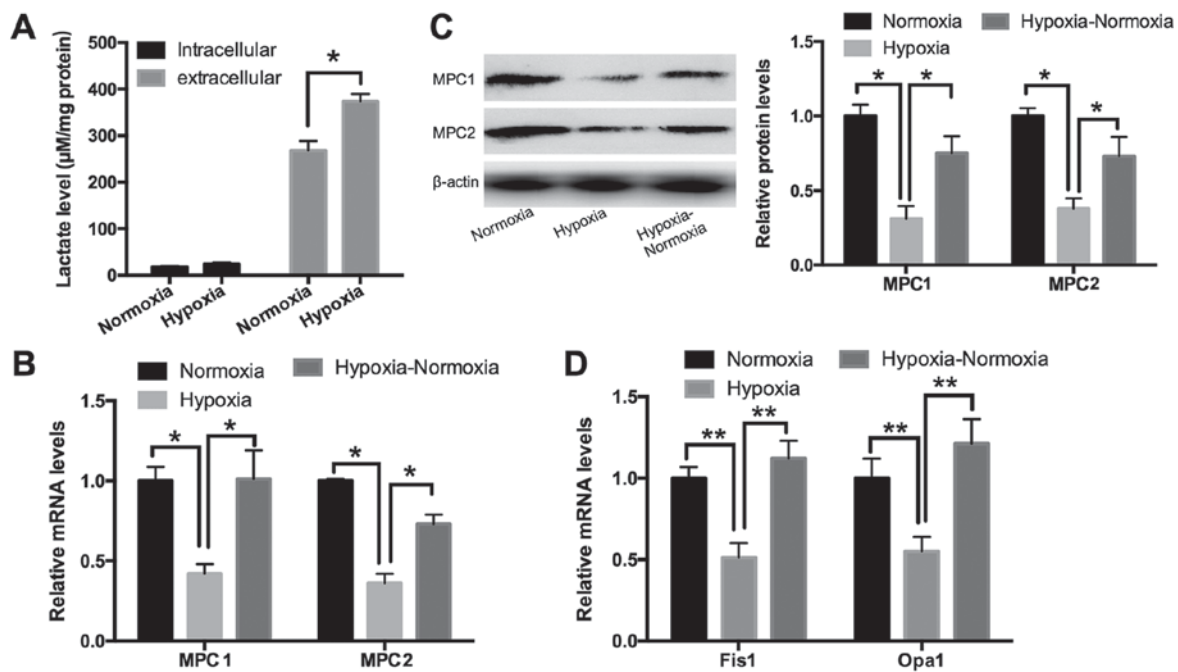 A
500
400
300
200
100
0
Lactate level (μM/mg protein)
Intracellular
extracellular
*
Normoxia
Hypoxia
Normoxia
Hypoxia
C
MPC1
MPC2
β-actin
Normoxia
Hypoxia
Hypoxia-
Normoxia
Normoxia
Hypoxia-Normoxia
Hypoxia
1.5
1.0
0.5
0.0
Relative protein levels
* * * *
MPC1 MPC2
B
Normoxia
Hypoxia-Normoxia
Hypoxia
1.5
1.0
0.5
0.0
Relative mRNA levels
* * * *
MPC1 MPC2
D
Normoxia
Hypoxia-Normoxia
Hypoxia
1.5
1.0
0.5
0.0
Relative mRNA levels
** ** ** **
Fis1 Opa1